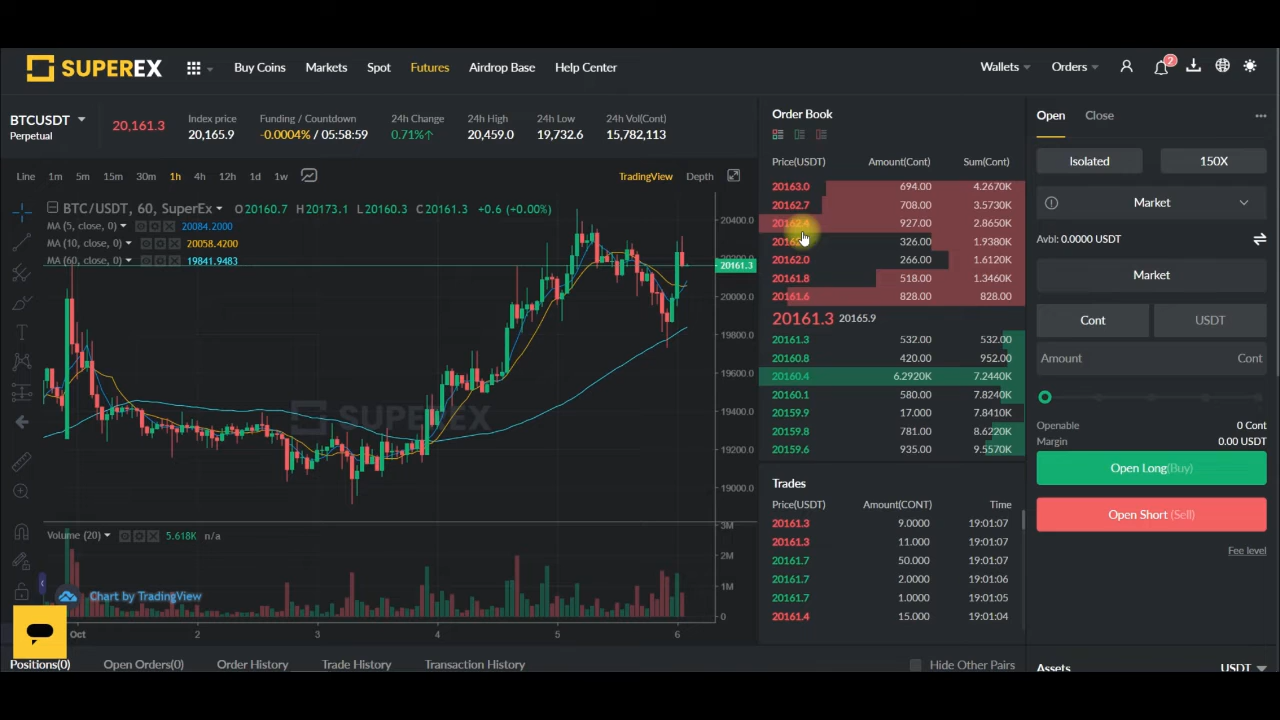 SUPEREX
Buy Coins Markets Spot Futures Airdrop Base Help Center
Wallets Orders 2
BTCUSDT
Perpetual
20,161.3
Index price
20,165.9
Funding / Countdown
-0.0004% / 05:58:59
24h Change
0.71%↑
24h High
20,459.0
24h Low
19,732.6
24h Vol(Cont)
15,782,113
Line 1m 5m 15m 30m 1h 4h 12h 1d 1w
TradingView Depth
BTC/USDT, 60, SuperEx O20160.7 H20173.1 L20160.3 C20161.3 +0.6 (+0.00%)
MA (5, close, 0) 20084.2000
MA (10, close, 0) 20058.4200
MA (60, close, 0) 19841.9483
20400.0
20161.3
20000.0
19800.0
19600.0
19400.0
19200.0
19000.0
SUPEREX
Volume (20) 5.618K n/a
3M
2M
1M
0
Chart by TradingView
Oct 2 3 4 5 6
Order Book
Price(USDT) Amount(Cont) Sum(Cont)
20163.0 694.00 4.2670K
20162.7 708.00 3.5730K
20162.4 927.00 2.8650K
326.00 1.9380K
20162.0 266.00 1.6120K
20161.8 518.00 1.3460K
20161.6 828.00 828.00
20161.3 20165.9
20161.3 532.00 532.00
20160.8 420.00 952.00
20160.4 6.2920K 7.2440K
20160.1 580.00 7.8240K
20159.9 17.000 7.8410K
20159.8 781.00 8.6220K
20159.6 935.00 9.5570K
Trades
Price(USDT) Amount(CONT) Time
20161.3 9.0000 19:01:07
20161.3 11.000 19:01:07
20161.7 50.000 19:01:07
20161.7 2.0000 19:01:06
20161.7 1.0000 19:01:05
20161.4 15.000 19:01:04
Open Close
Isolated 150X
Market
Avbl: 0.0000 USDT
Market
Cont USDT
Amount Cont
Openable 0 Cont
Margin 0.00 USDT
Open Long(Buy)
Open Short (Sell)
Fee level
Positions(0) Open Orders(0) Order History Trade History Transaction History
Hide Other Pairs
Assets USDT